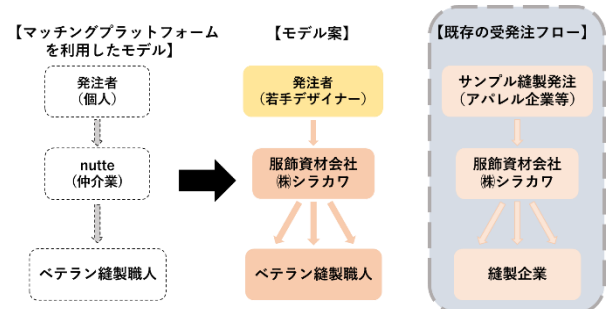 【マッチングプラットフォーム
を利用したモデル】
発注者
（個人）
nutte
（仲介業）
ベテラン縫製職人
【モデル案】
発注者
（若手デザイナー）
服飾資材会社
㈱シラカワ
ベテラン縫製職人
【既存の受発注フロー】
サンプル縫製発注
（アパレル企業等）
服飾資材会社
㈱シラカワ
縫製企業